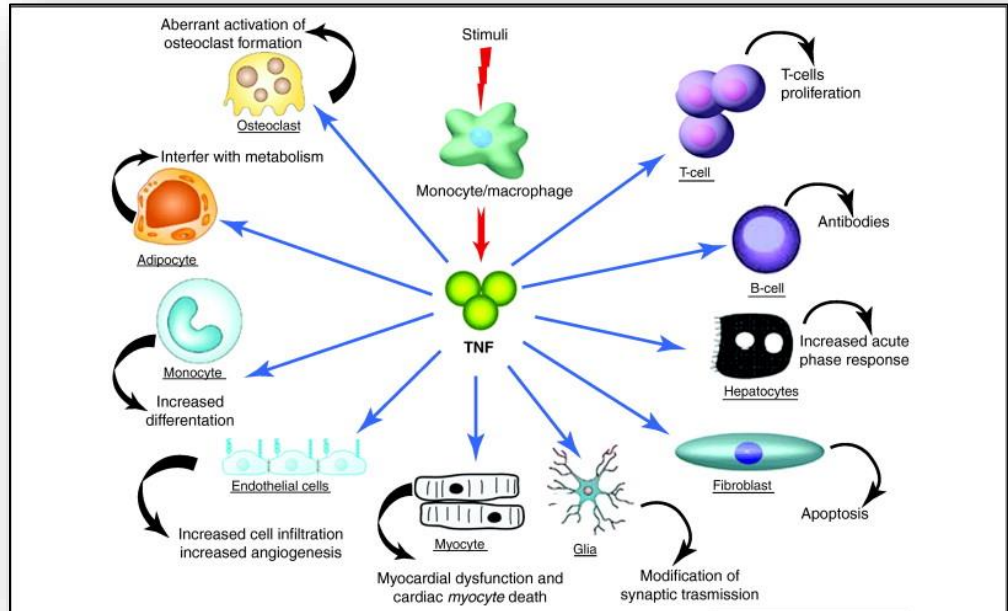 Aberrant activation of
osteoclast formation
Osteoclast
Stimuli
Monocyte/macrophage
T-cells
proliferation
T-cell
Interfer with metabolism
Adipocyte
Antibodies
B-cell
TNF
Monocyte
Increased
differentation
Increased acute
phase response
Hepatocytes
Endothelial cells
Increased cell infiltration
increased angiogenesis
Myocyte
Myocardial dysfunction and
cardiac myocyte death
Glia
Modification of
synaptic trasmission
Fibroblast
Apoptosis